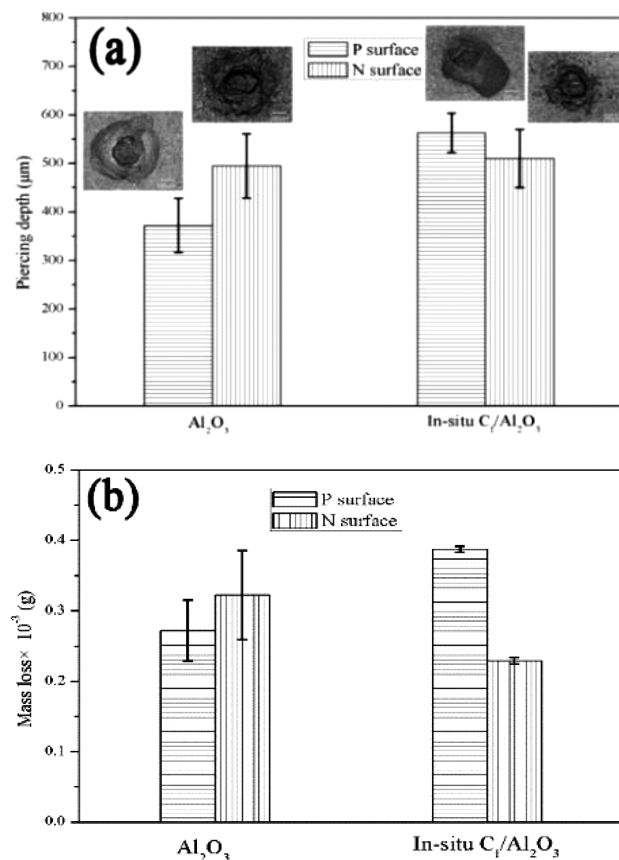 (a)
P surface
N surface
800
700
600
500
400
300
200
100
0
Piercing depth (μm)
Al₂O₃
In-situ Cf/Al₂O₃
(b)
P surface
N surface
0.5
0.4
0.3
0.2
0.1
0.0
Mass loss× 10⁻³ (g)
Al₂O₃
In-situ Cf/Al₂O₃